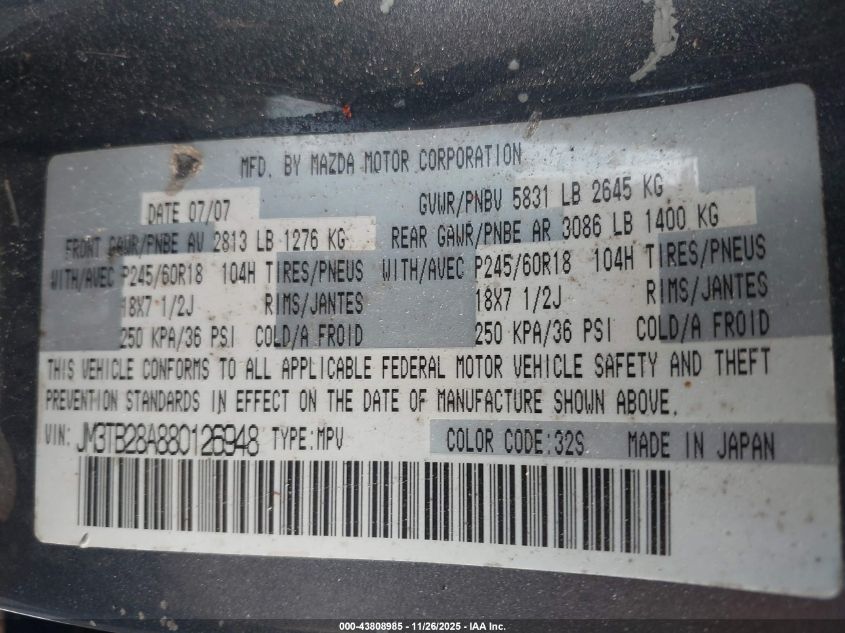 MFD. BY MAZDA MOTOR CORPORATION
DATE 07/07 GVWR/PNBV 5831 LB 2645 KG
FRONT GAWR/PNBE AV 2813 LB 1276 KG REAR GAWR/PNBE AR 3086 LB 1400 KG
WITH/AVEC P245/60R18 104H TIRES/PNEUS WITH/AVEC P245/60R18 104H TIRES/PNEUS
18X7 1/2J RIMS/JANTES 18X7 1/2J RIMS/JANTES
250 KPA/36 PSI COLD/A FROID 250 KPA/36 PSI COLD/A FROID
THIS VEHICLE CONFORMS TO ALL APPLICABLE FEDERAL MOTOR VEHICLE SAFETY AND THEFT
PREVENTION STANDARDS IN EFFECT ON THE DATE OF MANUFACTURE SHOWN ABOVE.
VIN: JM3TB28A880126948 TYPE:MPV COLOR CODE:32S MADE IN JAPAN
000-43808985 - 11/26/2025 - IAA Inc.